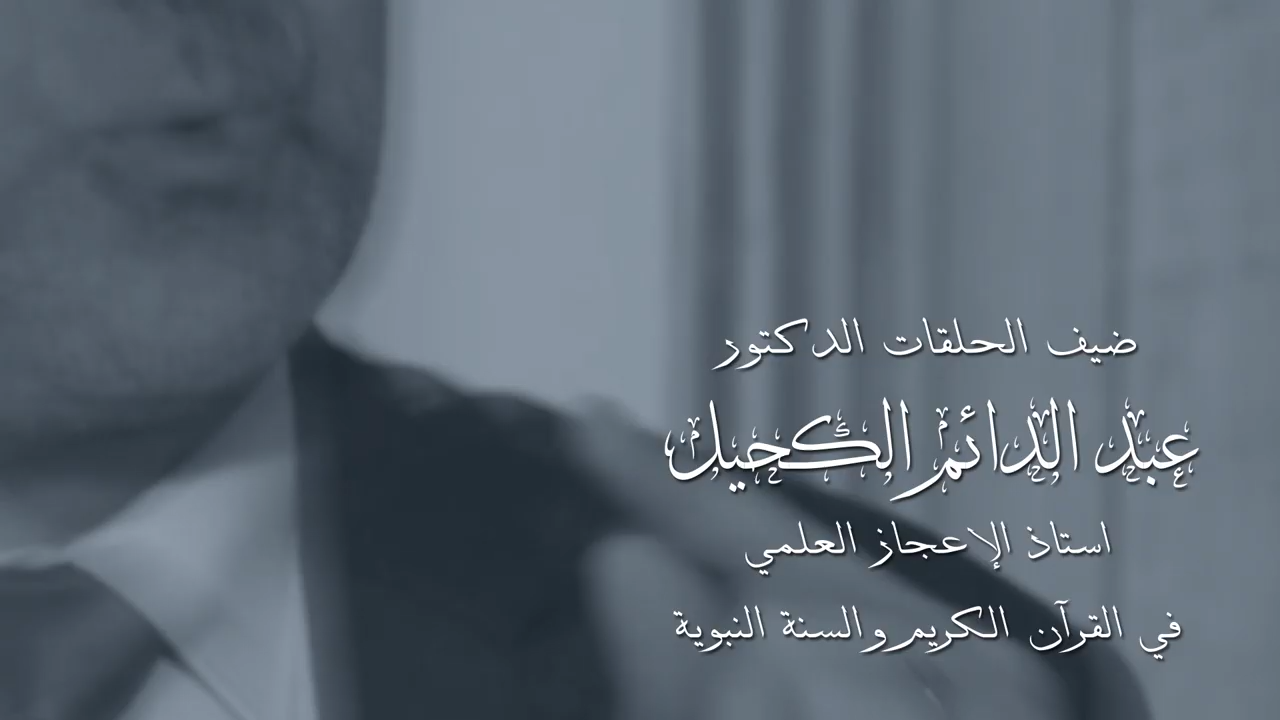 ضيف الحلقات الدكتور
عبد الدائم الكحيل
استاذ الإعجاز العلمي
في القرآن الكريم والسنة النبوية